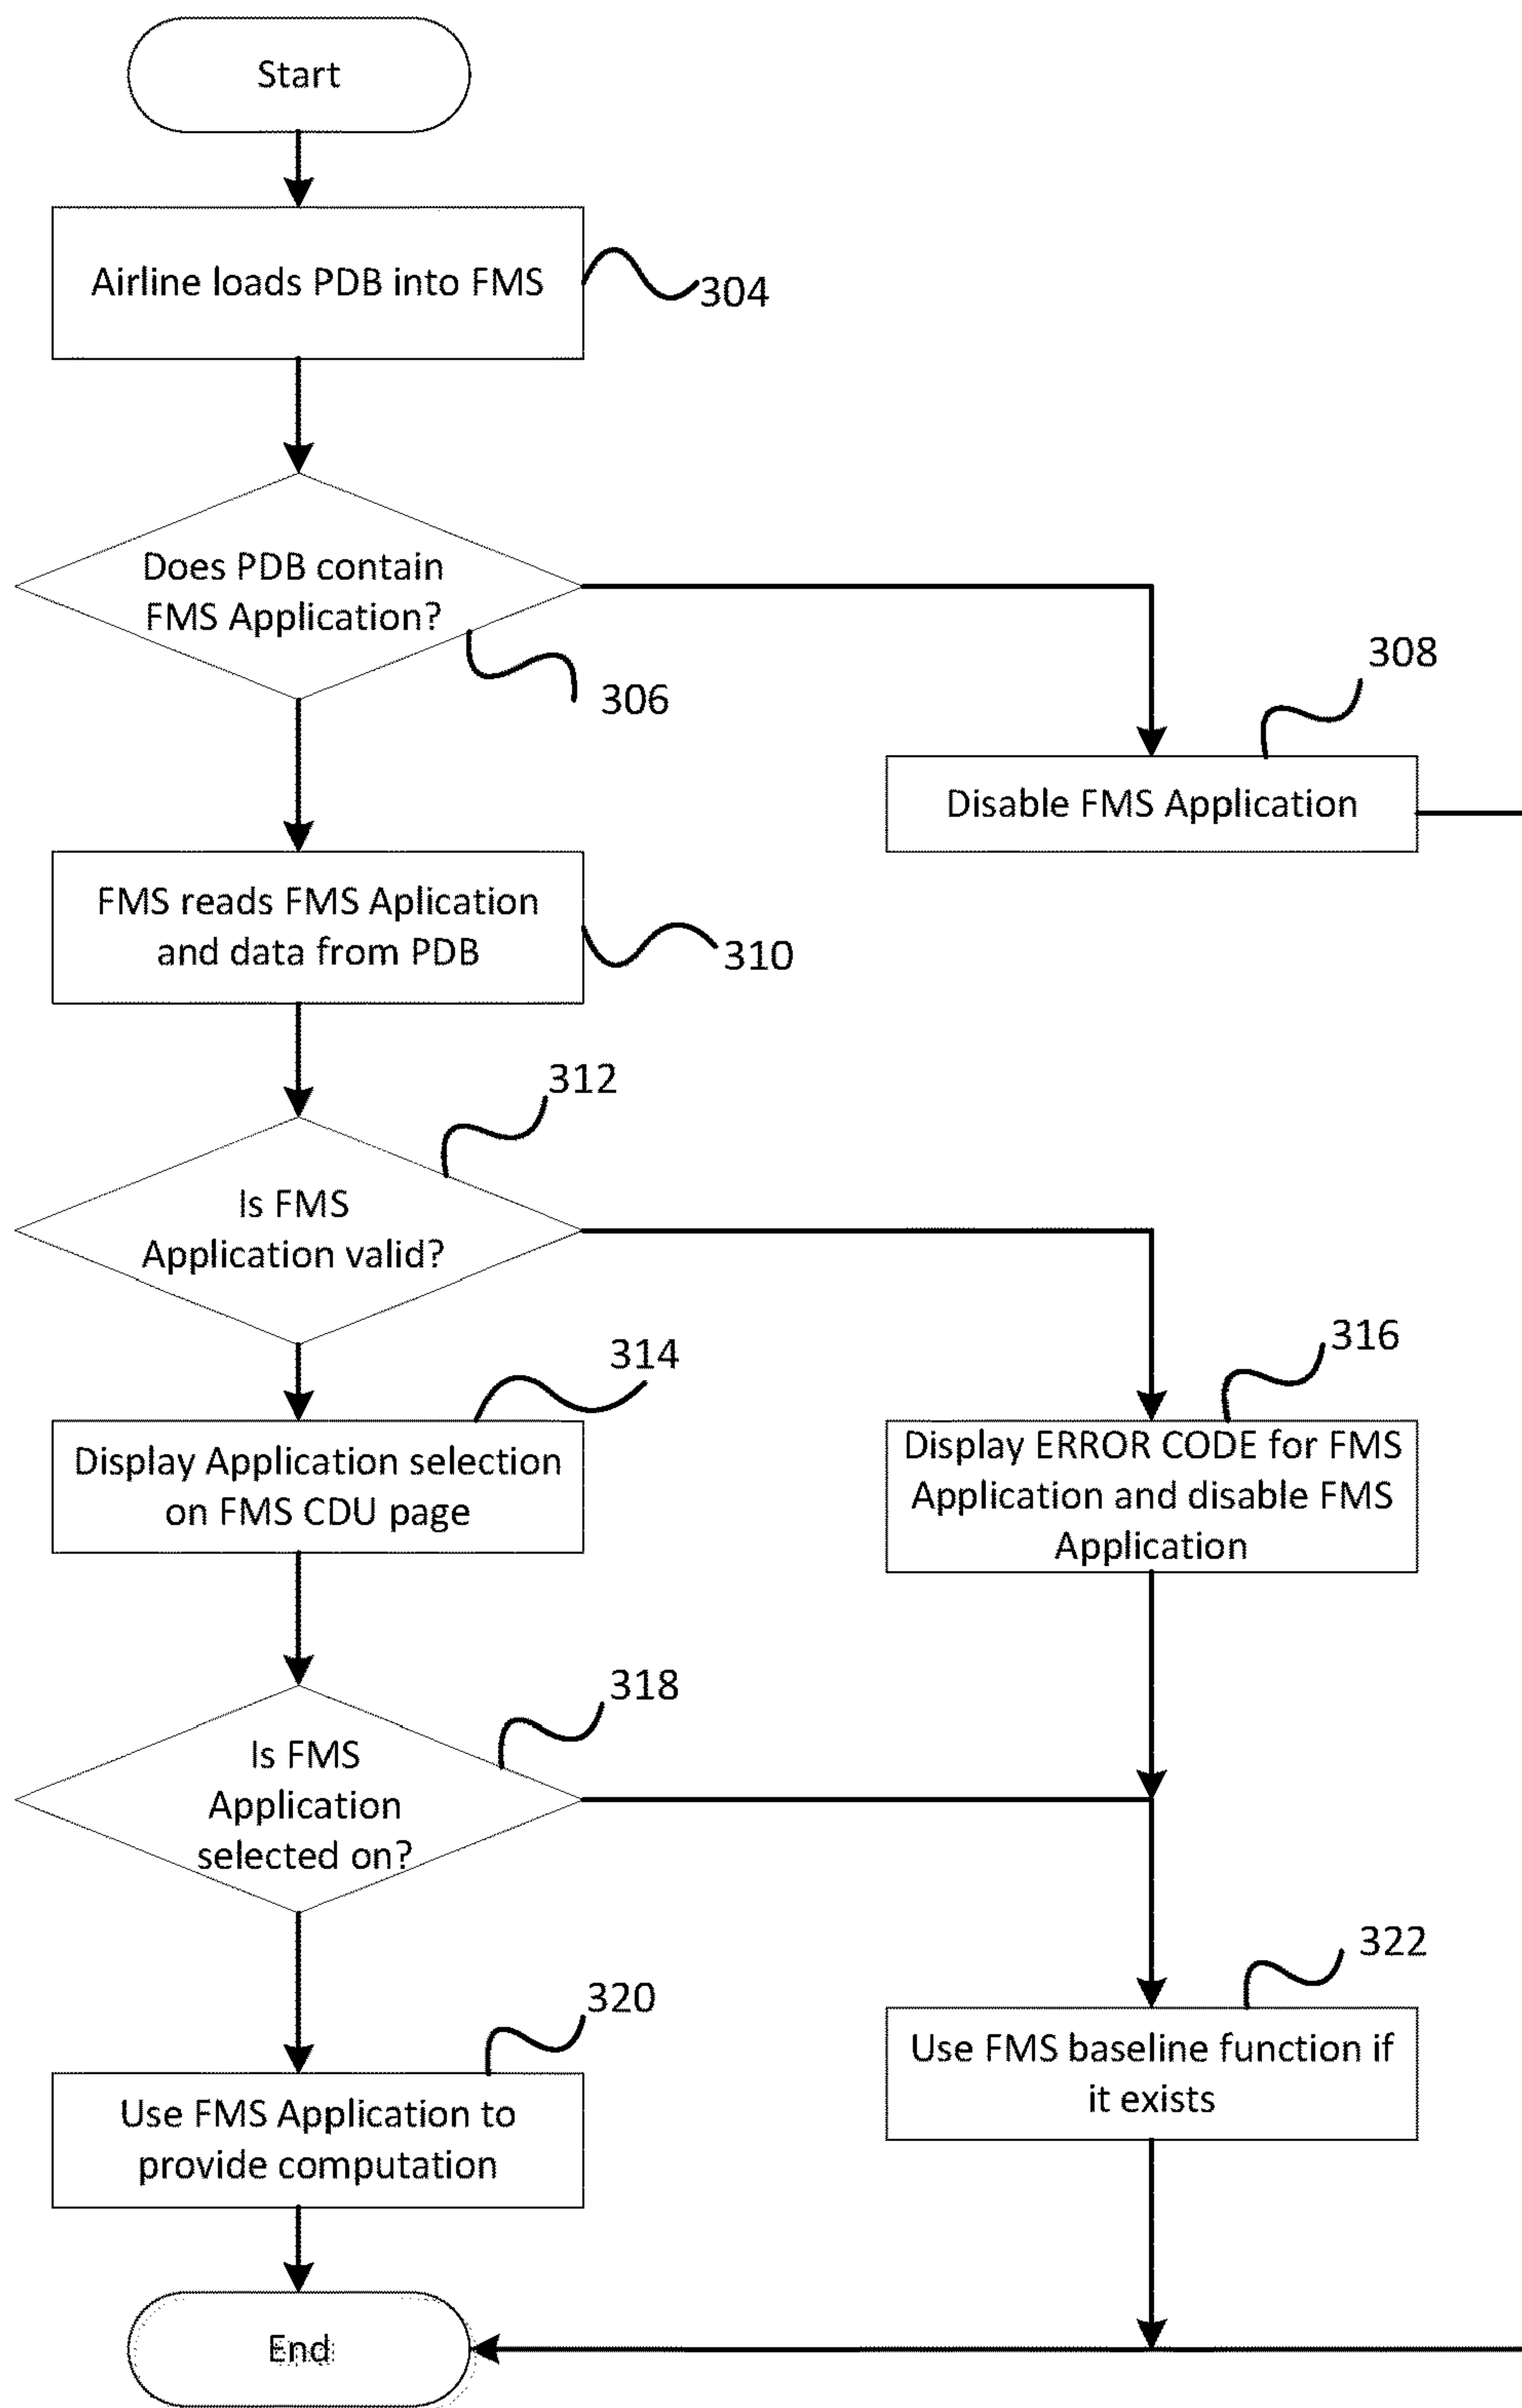 Start
Airline loads PDB into FMS
304
Does PDB contain
FMS Application?
306
308
Disable FMS Application
FMS reads FMS Aplication
and data from PDB
310
312
Is FMS
Application valid?
314
316
Display Application selection
on FMS CDU page
Display ERROR CODE for FMS
Application and disable FMS
Application
318
Is FMS
Application
selected on?
320
322
Use FMS Application to
provide computation
Use FMS baseline function if
it exists
End